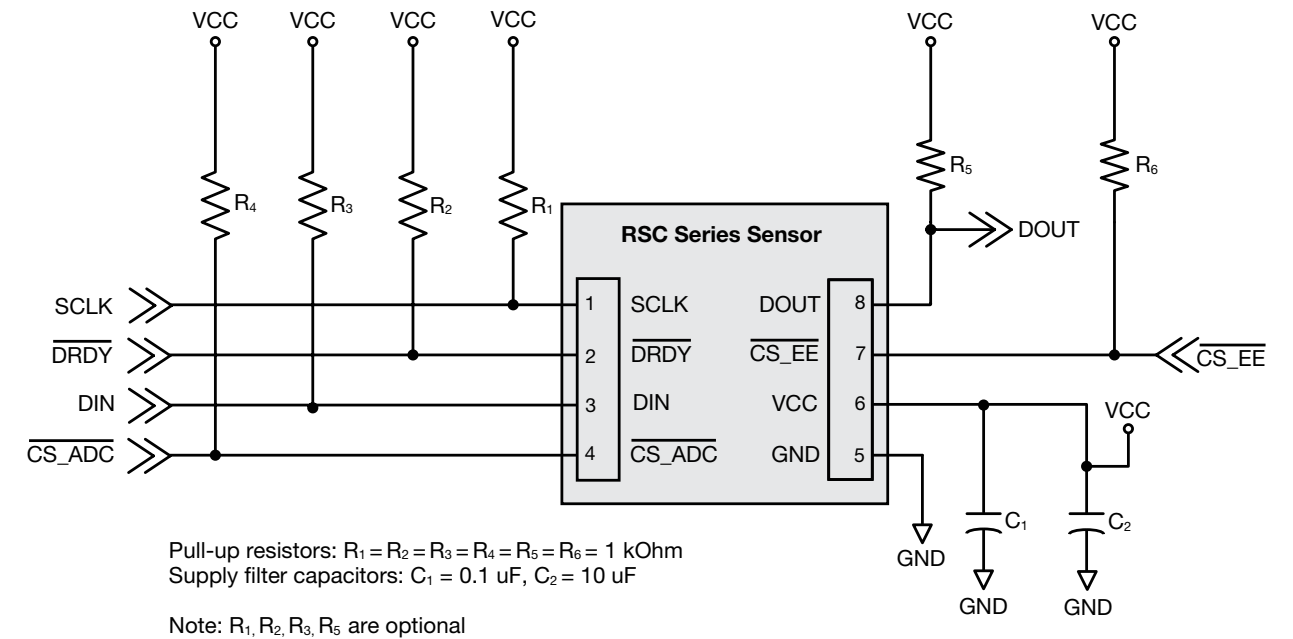 VCC VCC VCC VCC VCC VCC
R₄ R₃ R₂ R₁ R₅ R₆
RSC Series Sensor
DOUT
SCLK 1 SCLK DOUT 8
DRDY 2 DRDY CS_EE 7 CS_EE
DIN 3 DIN VCC 6 VCC
CS_ADC 4 CS_ADC GND 5
C₁ C₂
GND
GND GND
Pull-up resistors: R₁ = R₂ = R₃ = R₄ = R₅ = R₆ = 1 kOhm
Supply filter capacitors: C₁ = 0.1 uF, C₂ = 10 uF
Note: R₁, R₂, R₃, R₅ are optional